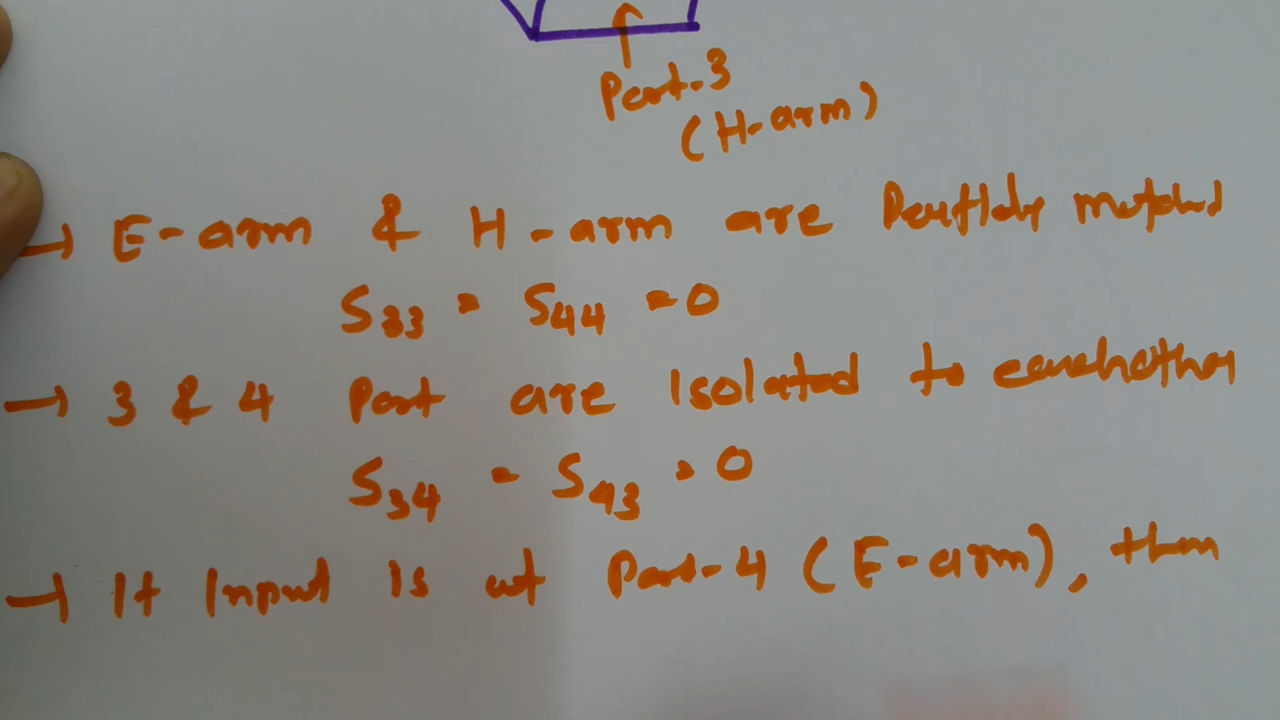 Port-3
(H-arm)
→ E-arm & H-arm are Perftly matched
S33 = S44 = 0
→ 3 & 4 Port are Isolated to eachother
S34 = S43 = 0
→ If Input is at Port-4 (E-arm), then